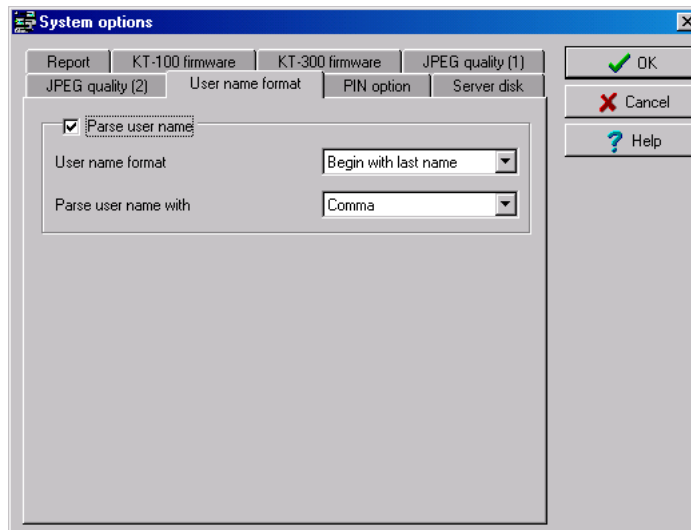 System options
Report KT-100 firmware KT-300 firmware JPEG quality (1)
JPEG quality (2) User name format PIN option Server disk
Parse user name
User name format Begin with last name
Parse user name with Comma
OK
Cancel
Help